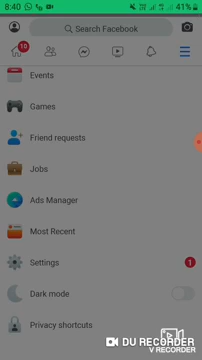 8:40
41%
Search Facebook
10
Events
Games
Friend requests
Jobs
Ads Manager
Most Recent
Settings
1
Dark mode
Privacy shortcuts
DU RECORDER
V RECORDER